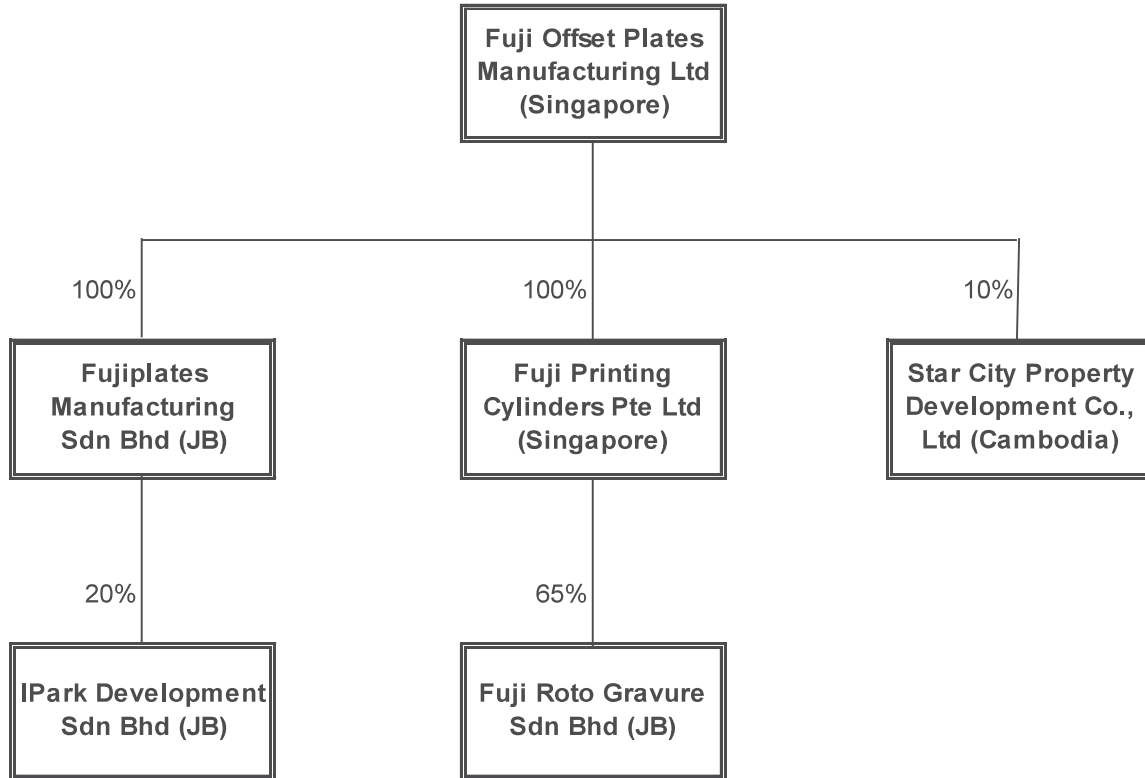 Fuji Offset Plates
Manufacturing Ltd
(Singapore)
100%
100%
10%
Fujiplates
Manufacturing
Sdn Bhd (JB)
Fuji Printing
Cylinders Pte Ltd
(Singapore)
Star City Property
Development Co.,
Ltd (Cambodia)
20%
65%
IPark Development
Sdn Bhd (JB)
Fuji Roto Gravure
Sdn Bhd (JB)